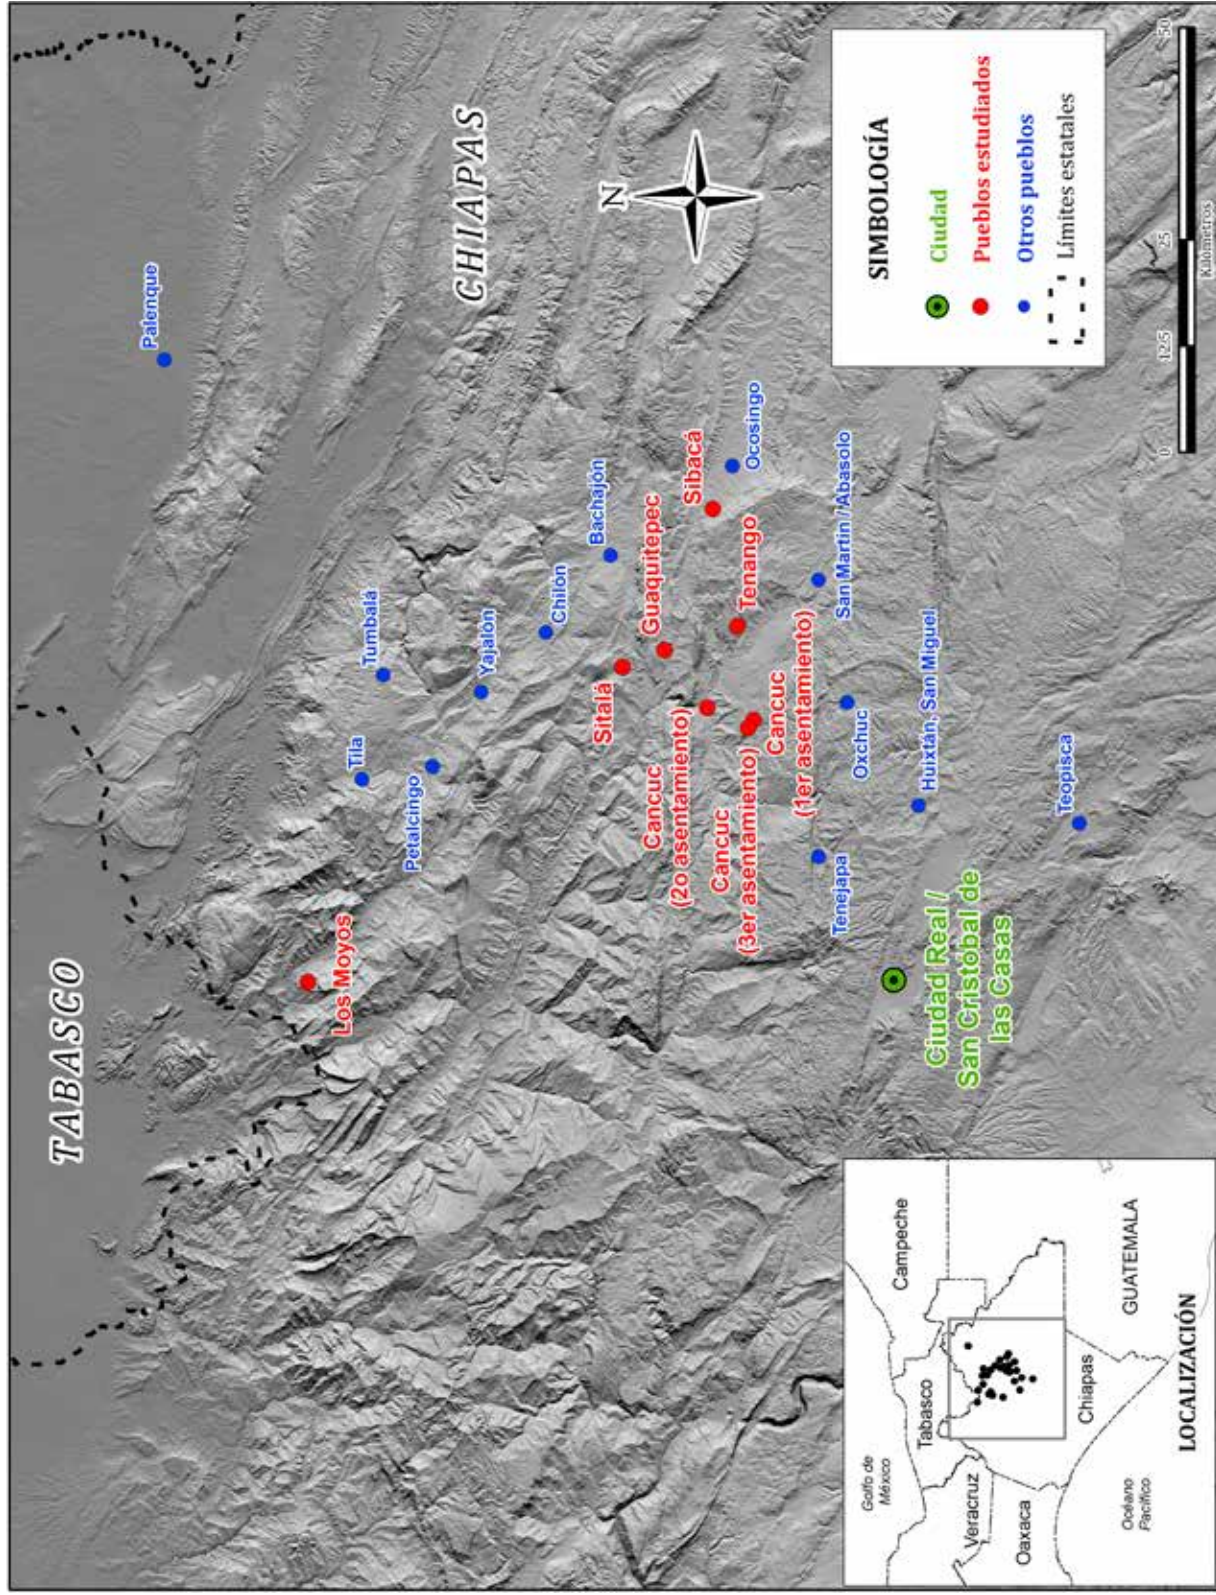 TABASCO
CHIAPAS
Palenque
Tumbalá
Tila
Petalcingo
Yajalón
Los Moyos
Chilón
Bachajón
Sitalá
Guaquitepec
Sibacá
Ocosingo
Tenango
Cancuc
(2o asentamiento)
Cancuc
(3er asentamiento)
Cancuc
(1er asentamiento)
San Martín / Abasolo
Oxchuc
Tenejapa
Huixtán, San Miguel
Teopisca
Ciudad Real /
San Cristóbal de
las Casas
N
SIMBOLOGÍA
Ciudad
Pueblos estudiados
Otros pueblos
Límites estatales
0 12.5 25 50
Kilómetros
Golfo de
México
Campeche
Tabasco
Veracruz
Oaxaca
Chiapas
GUATEMALA
Océano
Pacífico
LOCALIZACIÓN